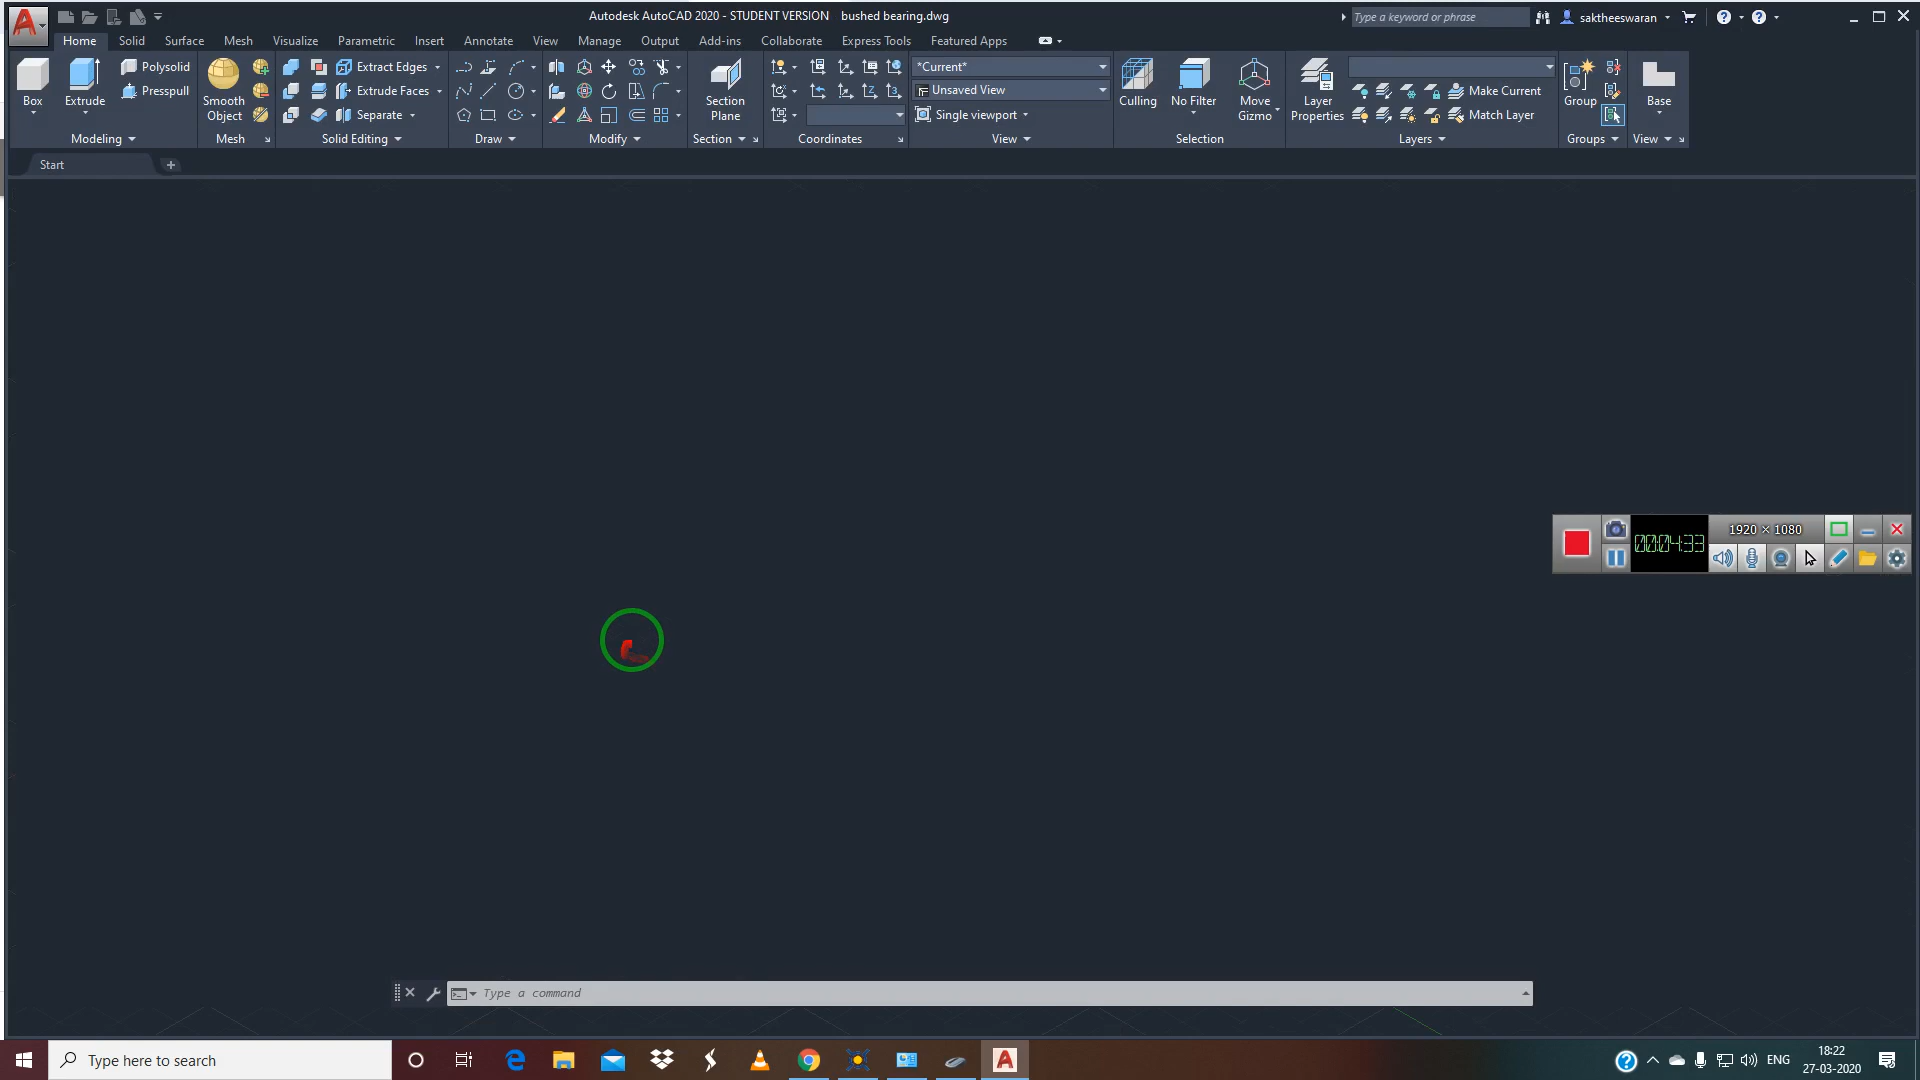 Autodesk AutoCAD 2020 - STUDENT VERSION bushed bearing.dwg
Type a keyword or phrase
saktheeswaran
Home Solid Surface Mesh Visualize Parametric Insert Annotate View Manage Output Add-ins Collaborate Express Tools Featured Apps
Box
Extrude
Polysolid
Presspull
Modeling
Smooth
Object
Mesh
Extract Edges
Extrude Faces
Separate
Solid Editing
Draw
Modify
Section
Plane
Section
Coordinates
*Current*
Unsaved View
Single viewport
View
Culling
No Filter
Move
Gizmo
Selection
Layer
Properties
Make Current
Match Layer
Layers
Group
Groups
Base
View
Start
1920 × 1080
00:04:33
Type a command
Type here to search
ENG
18:22
27-03-2020